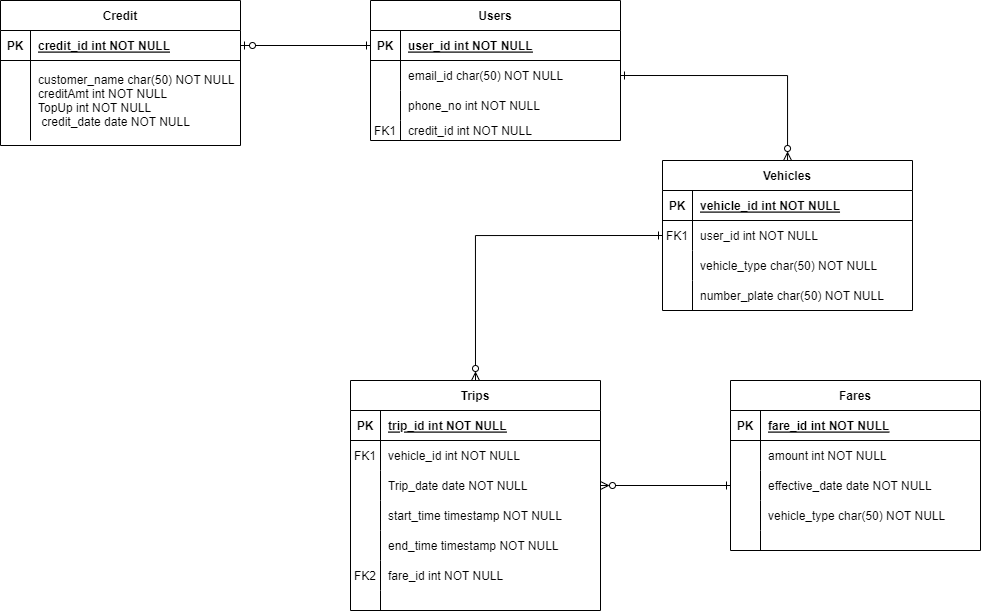 Credit
PK credit_id int NOT NULL
customer_name char(50) NOT NULL
creditAmt int NOT NULL
TopUp int NOT NULL
credit_date date NOT NULL
Users
PK user_id int NOT NULL
email_id char(50) NOT NULL
phone_no int NOT NULL
FK1 credit_id int NOT NULL
Vehicles
PK vehicle_id int NOT NULL
FK1 user_id int NOT NULL
vehicle_type char(50) NOT NULL
number_plate char(50) NOT NULL
Trips
PK trip_id int NOT NULL
FK1 vehicle_id int NOT NULL
Trip_date date NOT NULL
start_time timestamp NOT NULL
end_time timestamp NOT NULL
FK2 fare_id int NOT NULL
Fares
PK fare_id int NOT NULL
amount int NOT NULL
effective_date date NOT NULL
vehicle_type char(50) NOT NULL